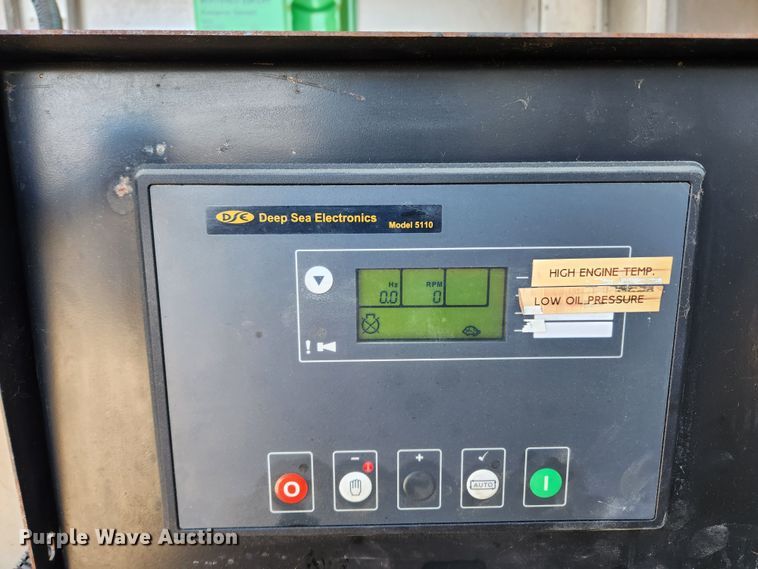 DSE Deep Sea Electronics
Model 5110
Hz
0.0
RPM
0
HIGH ENGINE TEMP.
LOW OIL PRESSURE
!
O
−
+
✓
AUTO
I
Purple Wave Auction